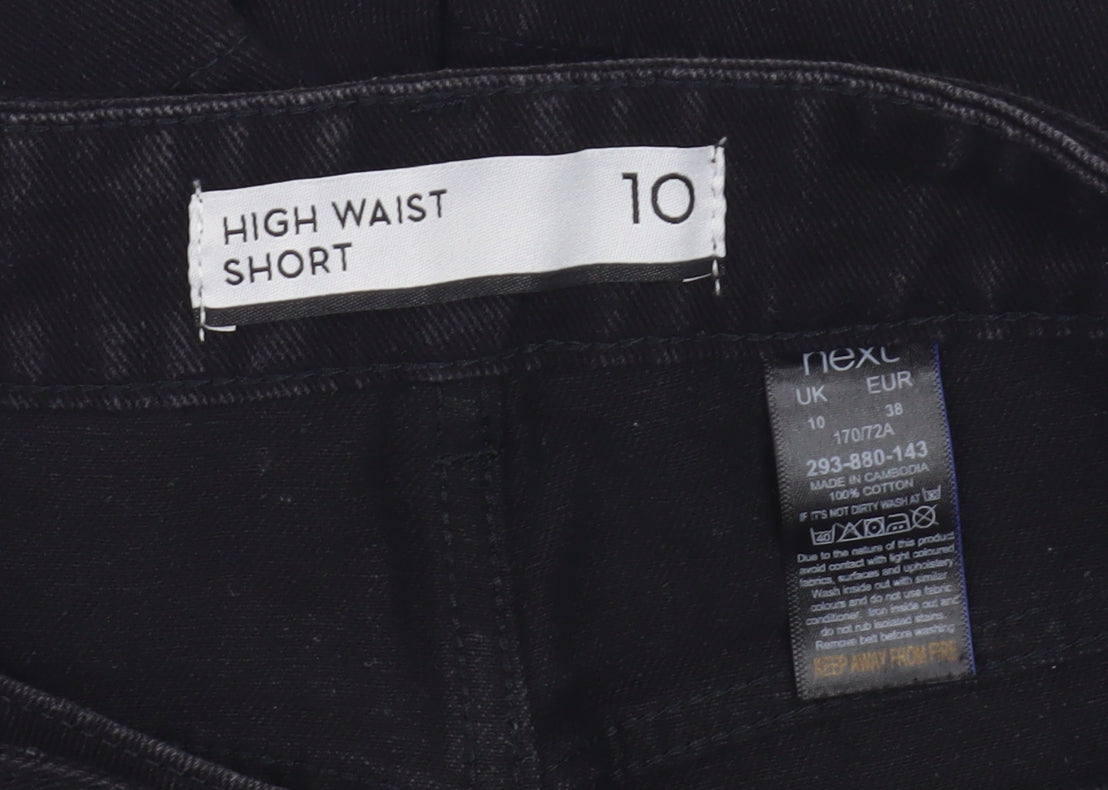 HIGH WAIST 10
SHORT
next
UK EUR
10 38
170/72A
293-880-143
MADE IN CAMBODIA
100% COTTON
IF IT'S NOT DIRTY WASH AT 30
40
Due to the nature of this product
avoid contact with light coloured
fabrics, surfaces and upholstery
Wash inside out with similar
colours and do not use fabric
conditioner. Iron inside out and
do not rub isolated stains.
Remove belt before washing
KEEP AWAY FROM FIRE